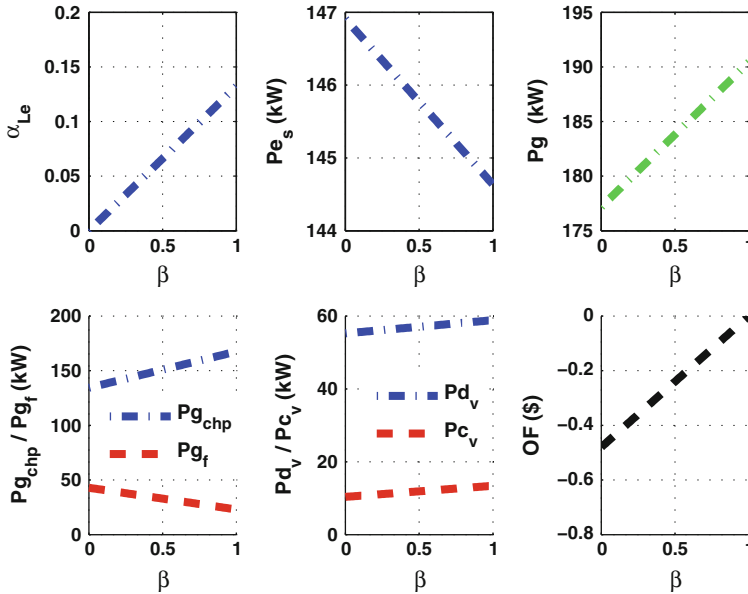 0.2
0.15
0.1
0.05
0
α_Le
0
0.5
1
β
147
146
145
144
Pe_s (kW)
0
0.5
1
β
195
190
185
180
175
Pg (kW)
0
0.5
1
β
200
150
100
50
0
Pg_chp / Pg_f (kW)
Pg_chp
Pg_f
0
0.5
1
β
60
40
20
0
Pd_v / Pc_v (kW)
Pd_v
Pc_v
0
0.5
1
β
0
−0.2
−0.4
−0.6
−0.8
OF ($)
0
0.5
1
β